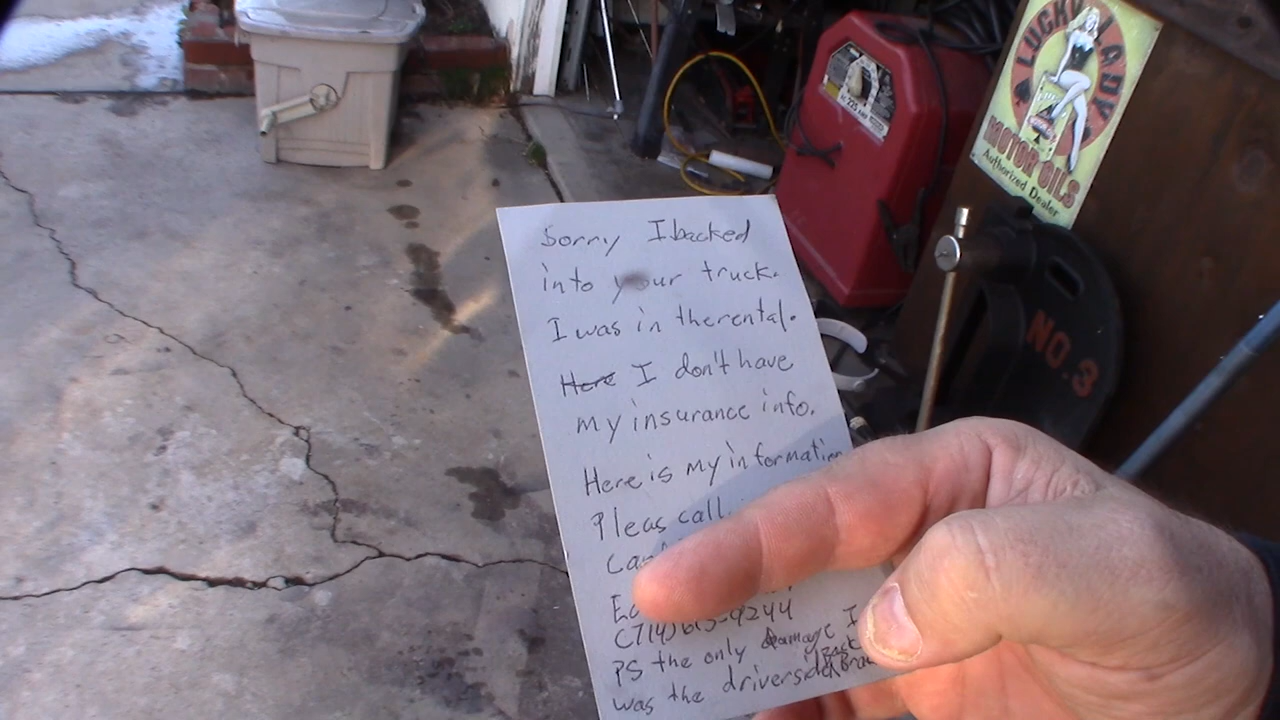 Sorry I backed
into your truck.
I was in the rental.
Here I don't have
my insurance info.
Here is my information
Pleas call.
PS the only damage I
was the driverside
LUCKY LADY
MOTOR OILS
Authorized Dealer
NO.3